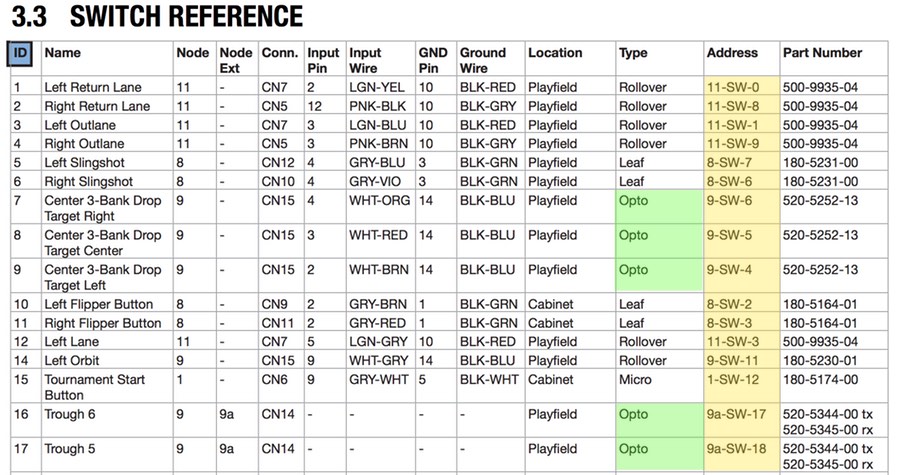 3.3 SWITCH REFERENCE
ID Name Node Node Ext Conn. Input Pin Input Wire GND Pin Ground Wire Location Type Address Part Number
1 Left Return Lane 11 - CN7 2 LGN-YEL 10 BLK-RED Playfield Rollover 11-SW-0 500-9935-04
2 Right Return Lane 11 - CN5 12 PNK-BLK 10 BLK-GRY Playfield Rollover 11-SW-8 500-9935-04
3 Left Outlane 11 - CN7 3 LGN-BLU 10 BLK-RED Playfield Rollover 11-SW-1 500-9935-04
4 Right Outlane 11 - CN5 3 PNK-BRN 10 BLK-GRY Playfield Rollover 11-SW-9 500-9935-04
5 Left Slingshot 8 - CN12 4 GRY-BLU 3 BLK-GRN Playfield Leaf 8-SW-7 180-5231-00
6 Right Slingshot 8 - CN10 4 GRY-VIO 3 BLK-GRN Playfield Leaf 8-SW-6 180-5231-00
7 Center 3-Bank Drop Target Right 9 - CN15 4 WHT-ORG 14 BLK-BLU Playfield Opto 9-SW-6 520-5252-13
8 Center 3-Bank Drop Target Center 9 - CN15 3 WHT-RED 14 BLK-BLU Playfield Opto 9-SW-5 520-5252-13
9 Center 3-Bank Drop Target Left 9 - CN15 2 WHT-BRN 14 BLK-BLU Playfield Opto 9-SW-4 520-5252-13
10 Left Flipper Button 8 - CN9 2 GRY-BRN 1 BLK-GRN Cabinet Leaf 8-SW-2 180-5164-01
11 Right Flipper Button 8 - CN11 2 GRY-RED 1 BLK-GRN Cabinet Leaf 8-SW-3 180-5164-01
12 Left Lane 11 - CN7 5 LGN-GRY 10 BLK-RED Playfield Rollover 11-SW-3 500-9935-04
14 Left Orbit 9 - CN15 9 WHT-GRY 14 BLK-BLU Playfield Rollover 9-SW-11 180-5230-01
15 Tournament Start Button 1 - CN6 9 GRY-WHT 5 BLK-WHT Cabinet Micro 1-SW-12 180-5174-00
16 Trough 6 9 9a CN14 - - - - Playfield Opto 9a-SW-17 520-5344-00 tx 520-5345-00 rx
17 Trough 5 9 9a CN14 - - - - Playfield Opto 9a-SW-18 520-5344-00 tx 520-5345-00 rx